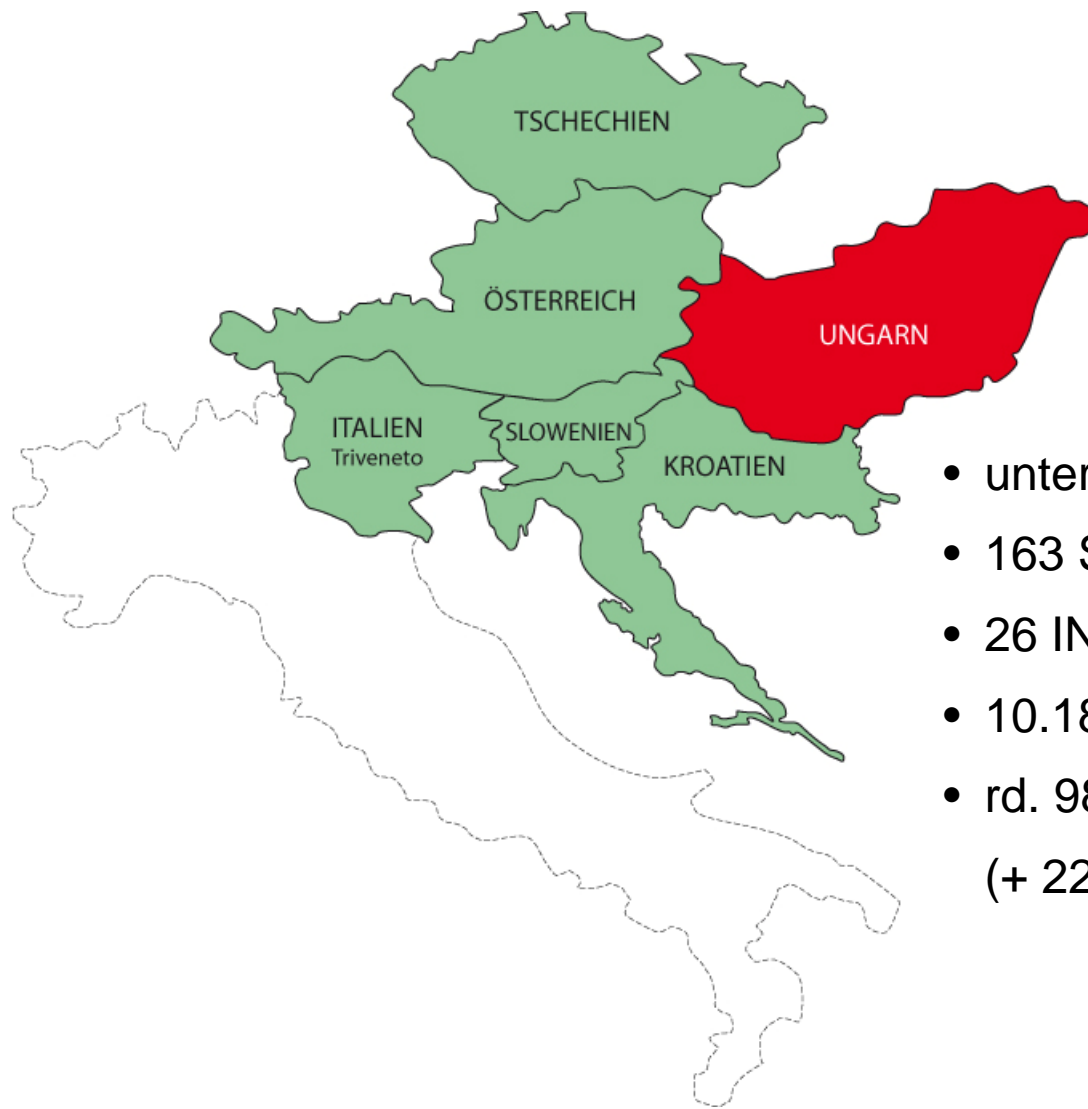 TSCHECHIEN
ÖSTERREICH
UNGARN
ITALIEN
Triveneto
SLOWENIEN
KROATIEN
• unter
• 163 S
• 26 IN
• 10.18
• rd. 98
(+ 22